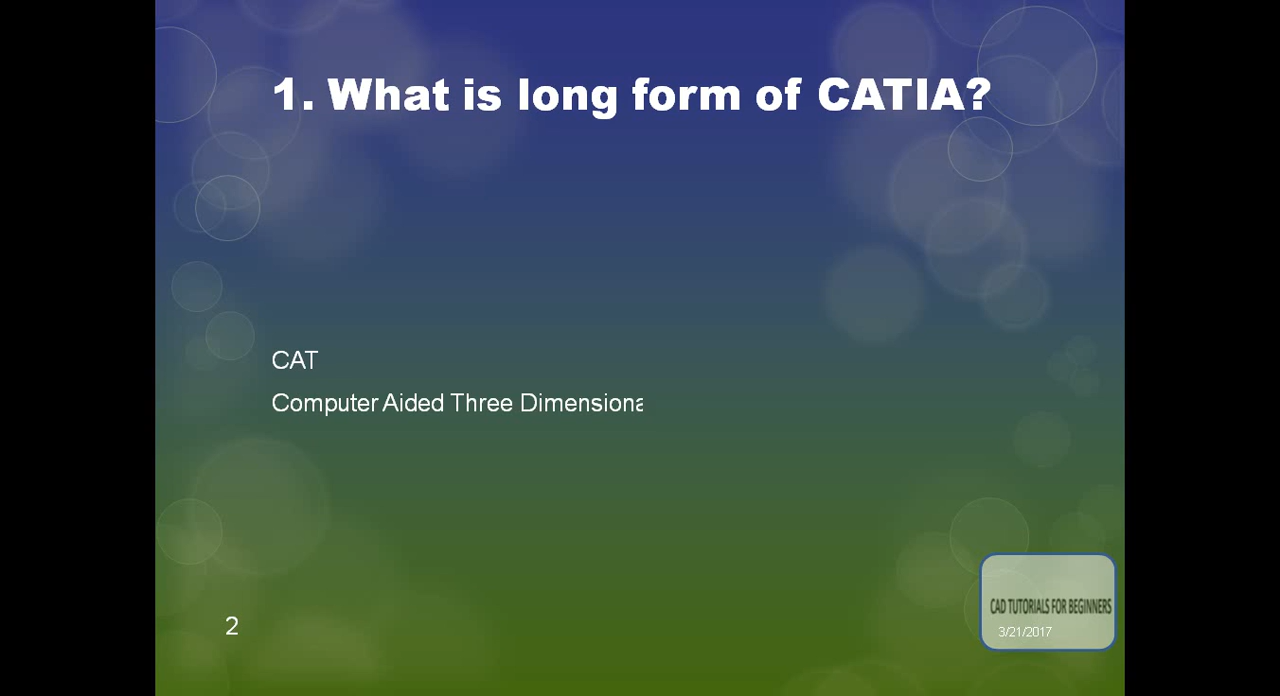 1. What is long form of CATIA?
CAT
Computer Aided Three Dimensiona
2
CAD TUTORIALS FOR BEGINNERS
3/21/2017